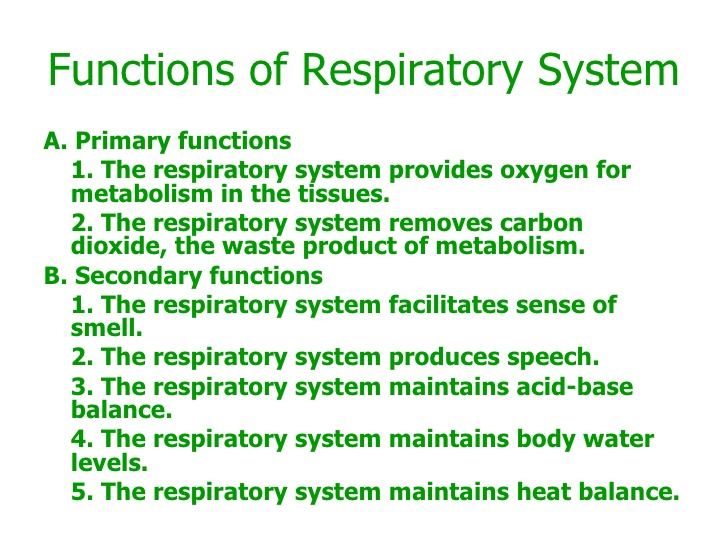 Functions of Respiratory System
A. Primary functions
1. The respiratory system provides oxygen for
metabolism in the tissues.
2. The respiratory system removes carbon
dioxide, the waste product of metabolism.
B. Secondary functions
1. The respiratory system facilitates sense of
smell.
2. The respiratory system produces speech.
3. The respiratory system maintains acid-base
balance.
4. The respiratory system maintains body water
levels.
5. The respiratory system maintains heat balance.